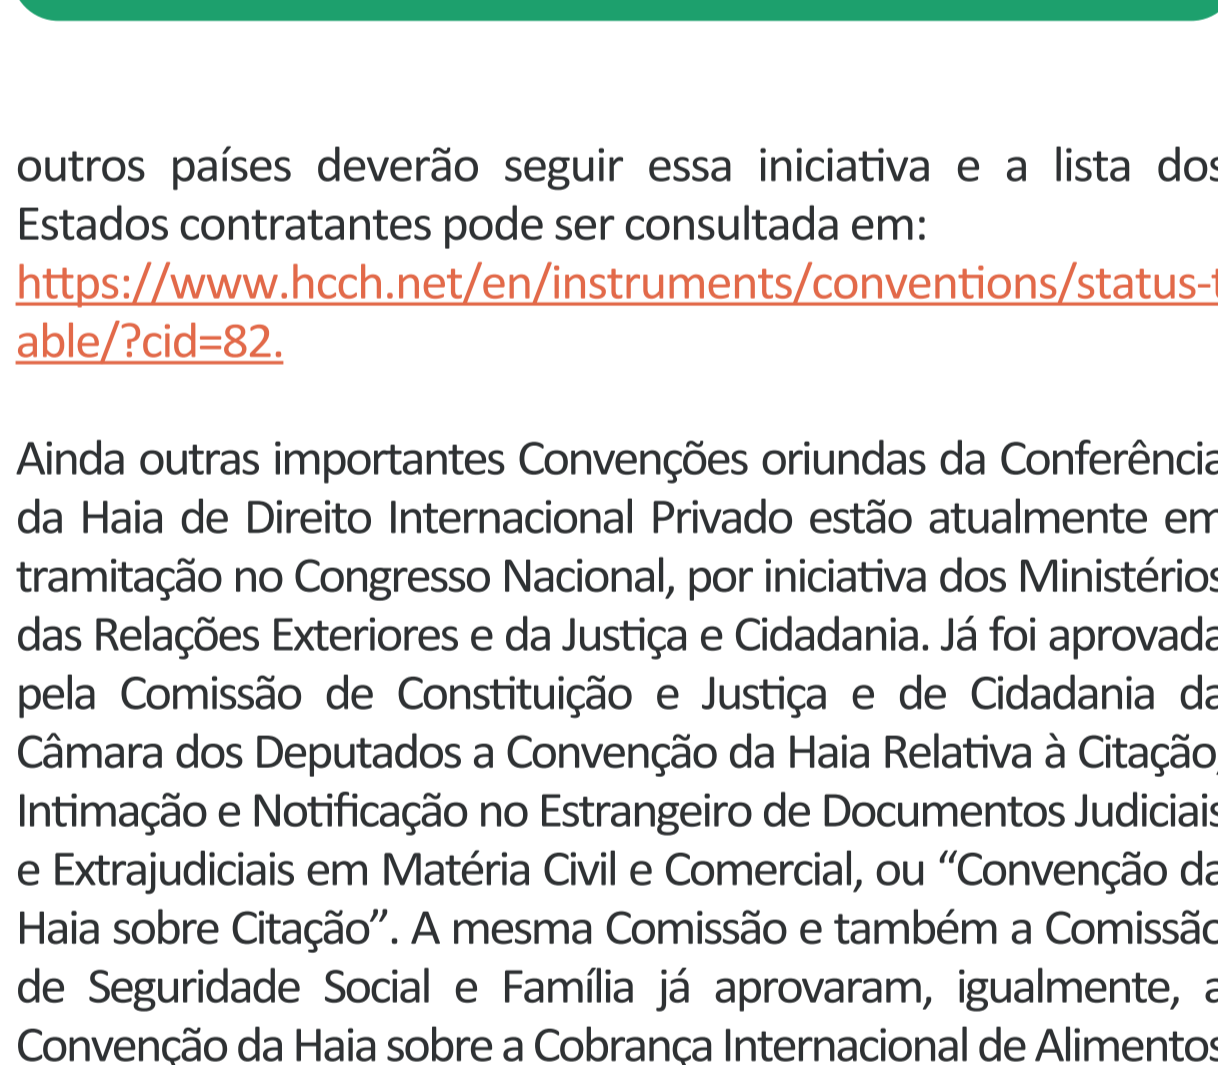 outros países deverão seguir essa iniciativa e a lista dos
Estados contratantes pode ser consultada em:
https://www.hcch.net/en/instruments/conventions/status-t
able/?cid=82.
Ainda outras importantes Convenções oriundas da Conferência
da Haia de Direito Internacional Privado estão atualmente em
tramitação no Congresso Nacional, por iniciativa dos Ministérios
das Relações Exteriores e da Justiça e Cidadania. Já foi aprovada
pela Comissão de Constituição e Justiça e de Cidadania da
Câmara dos Deputados a Convenção da Haia Relativa à Citação,
Intimação e Notificação no Estrangeiro de Documentos Judiciais
e Extrajudiciais em Matéria Civil e Comercial, ou “Convenção da
Haia sobre Citação”. A mesma Comissão e também a Comissão
de Seguridade Social e Família já aprovaram, igualmente, a
Convenção da Haia sobre a Cobrança Internacional de Alimentos